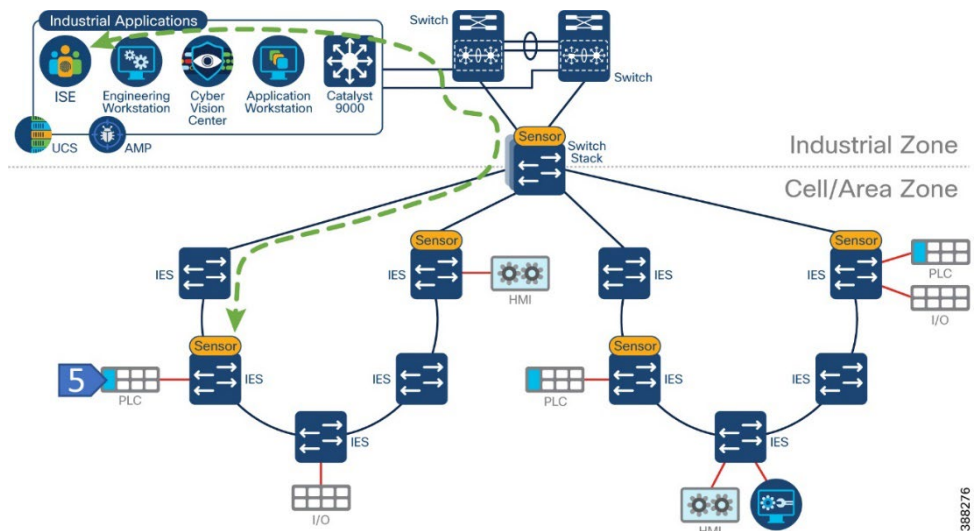 Industrial Applications
ISE
Engineering
Workstation
Cyber
Vision
Center
Application
Workstation
Catalyst
9000
UCS
AMP
Switch
Switch
Sensor
Switch
Stack
Industrial Zone
Cell/Area Zone
IES
Sensor
IES
HMI
IES
Sensor
IES
PLC
I/O
5
PLC
Sensor
IES
IES
PLC
Sensor
IES
IES
IES
I/O
IES
HMI
388276